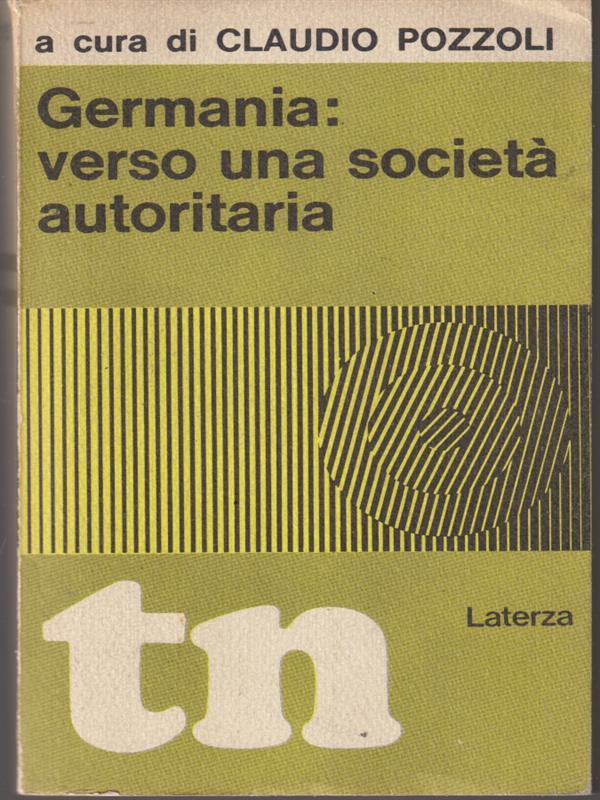 a cura di CLAUDIO POZZOLI
Germania:
verso una società
autoritaria
tn
Laterza